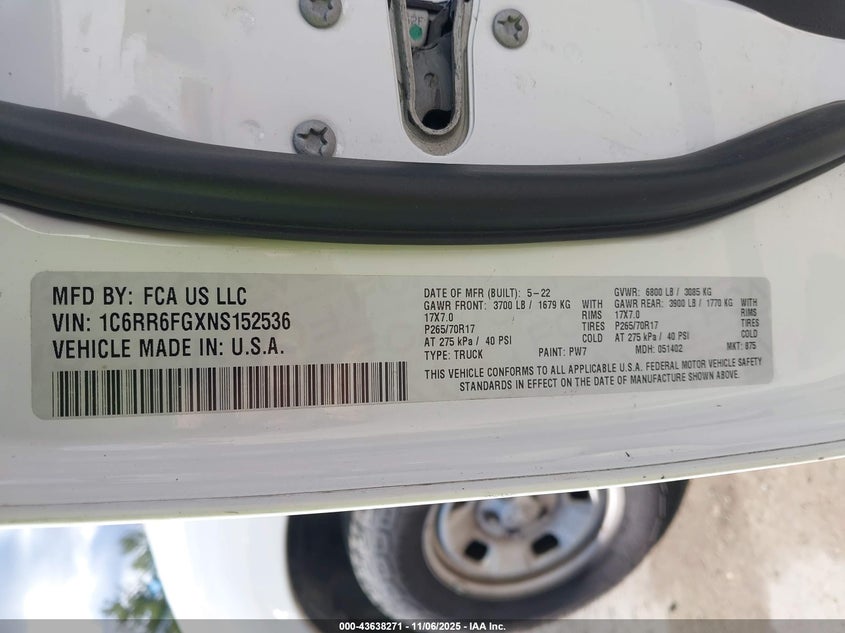 MFD BY: FCA US LLC
VIN: 1C6RR6FGXNS152536
VEHICLE MADE IN: U.S.A.
DATE OF MFR (BUILT): 5-22 GVWR: 6800 LB / 3085 KG
GAWR FRONT: 3700 LB / 1679 KG WITH GAWR REAR: 3900 LB / 1770 KG WITH
17X7.0 RIMS 17X7.0 RIMS
P265/70R17 TIRES P265/70R17 TIRES
AT 275 kPa / 40 PSI COLD AT 275 kPa / 40 PSI COLD
TYPE: TRUCK PAINT: PW7 MDH: 051402 MKT: 875
THIS VEHICLE CONFORMS TO ALL APPLICABLE U.S.A. FEDERAL MOTOR VEHICLE SAFETY
STANDARDS IN EFFECT ON THE DATE OF MANUFACTURE SHOWN ABOVE.
000-43638271 - 11/06/2025 - IAA Inc.